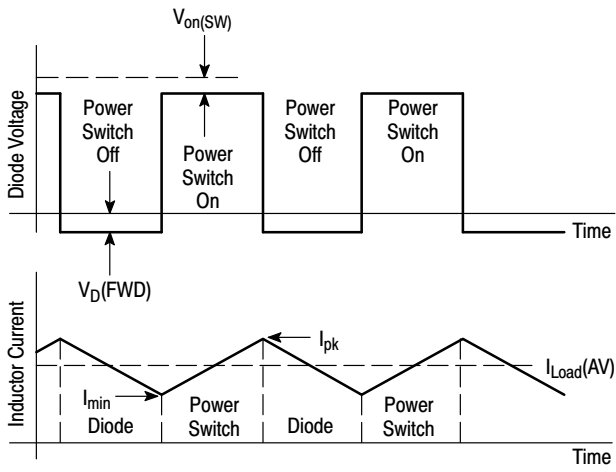 Von(SW)
Diode Voltage
Power
Switch
Off
Power
Switch
On
Power
Switch
Off
Power
Switch
On
Time
VD(FWD)
Inductor Current
Ipk
ILoad(AV)
Imin
Diode
Power
Switch
Diode
Power
Switch
Time